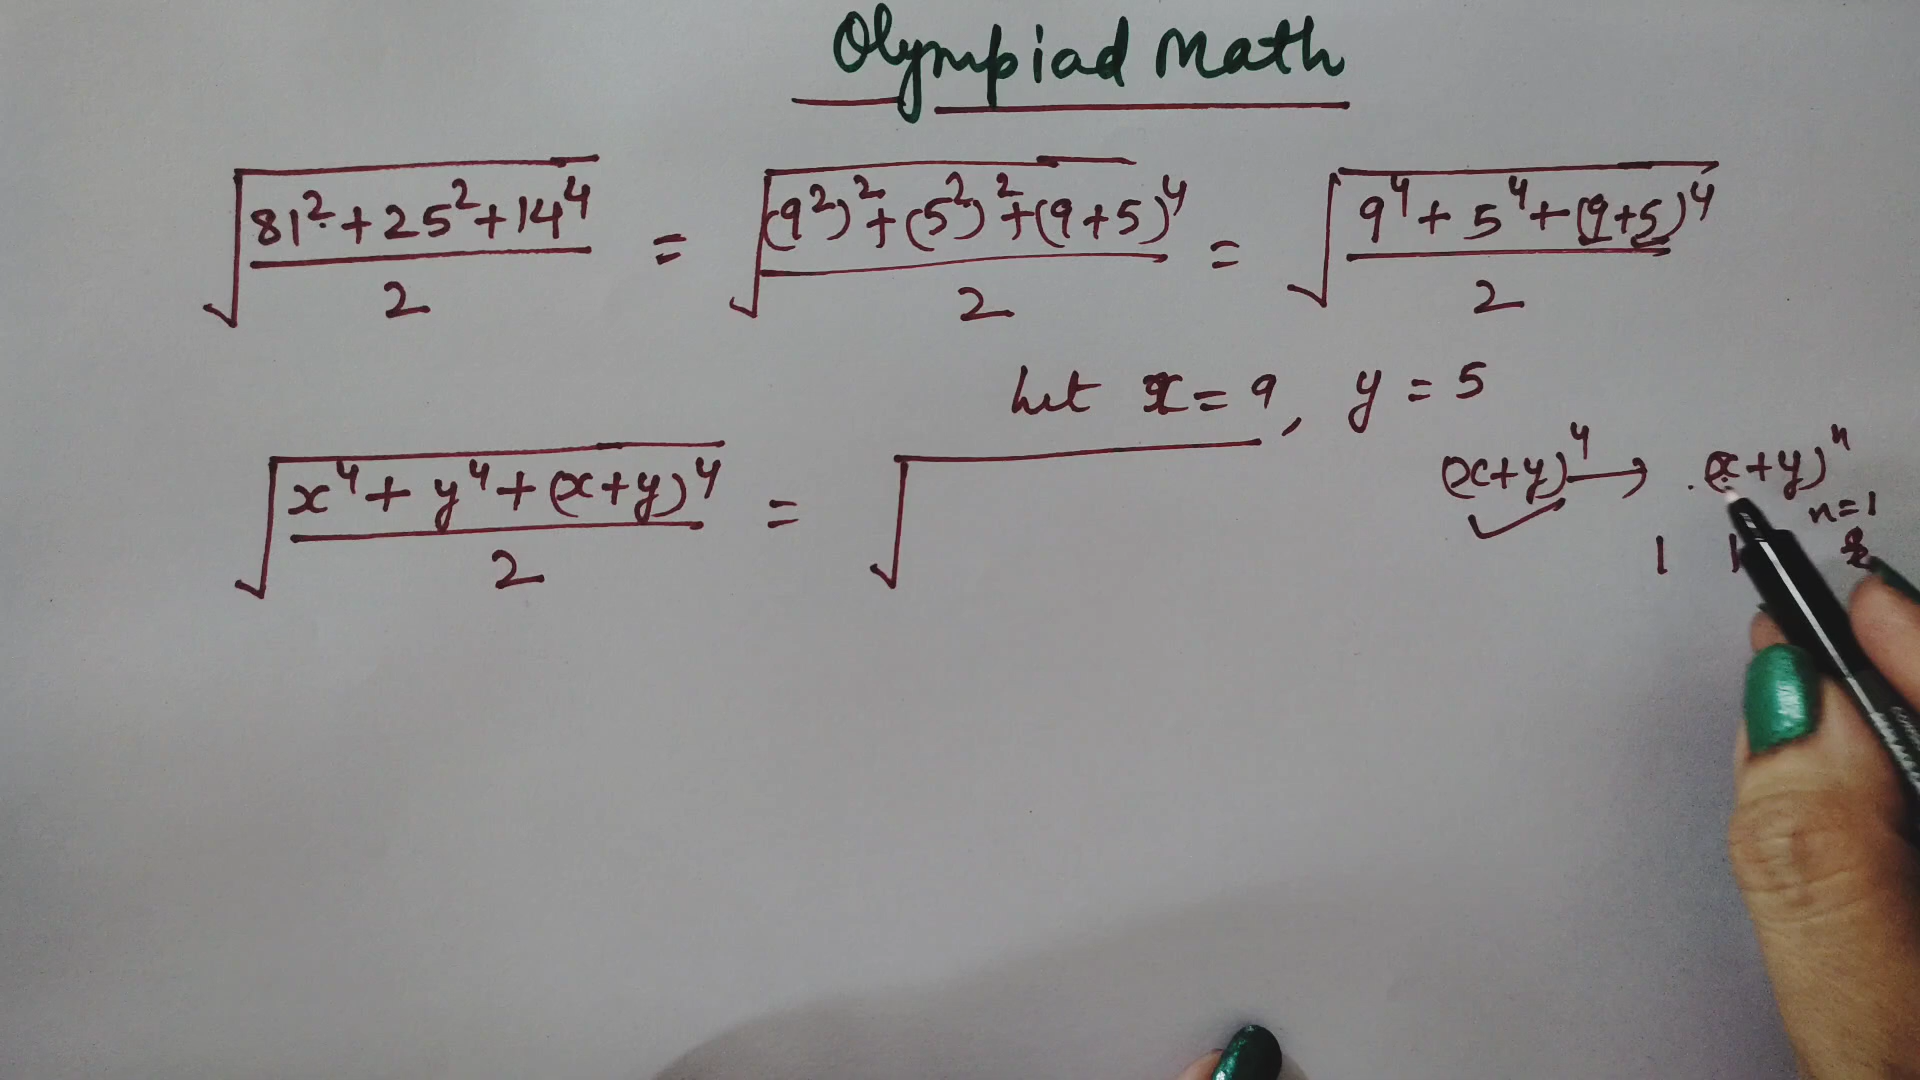 Olympiad Math
√((81² + 25² + 14⁴)/2) = √(((9²)² + (5²)² + (9+5)⁴)/2) = √((9⁴ + 5⁴ + (9+5)⁴)/2)
Let x = 9, y = 5
√((x⁴ + y⁴ + (x+y)⁴)/2) = √
(x+y)⁴ → (x+y)ⁿ
n=1
1 1